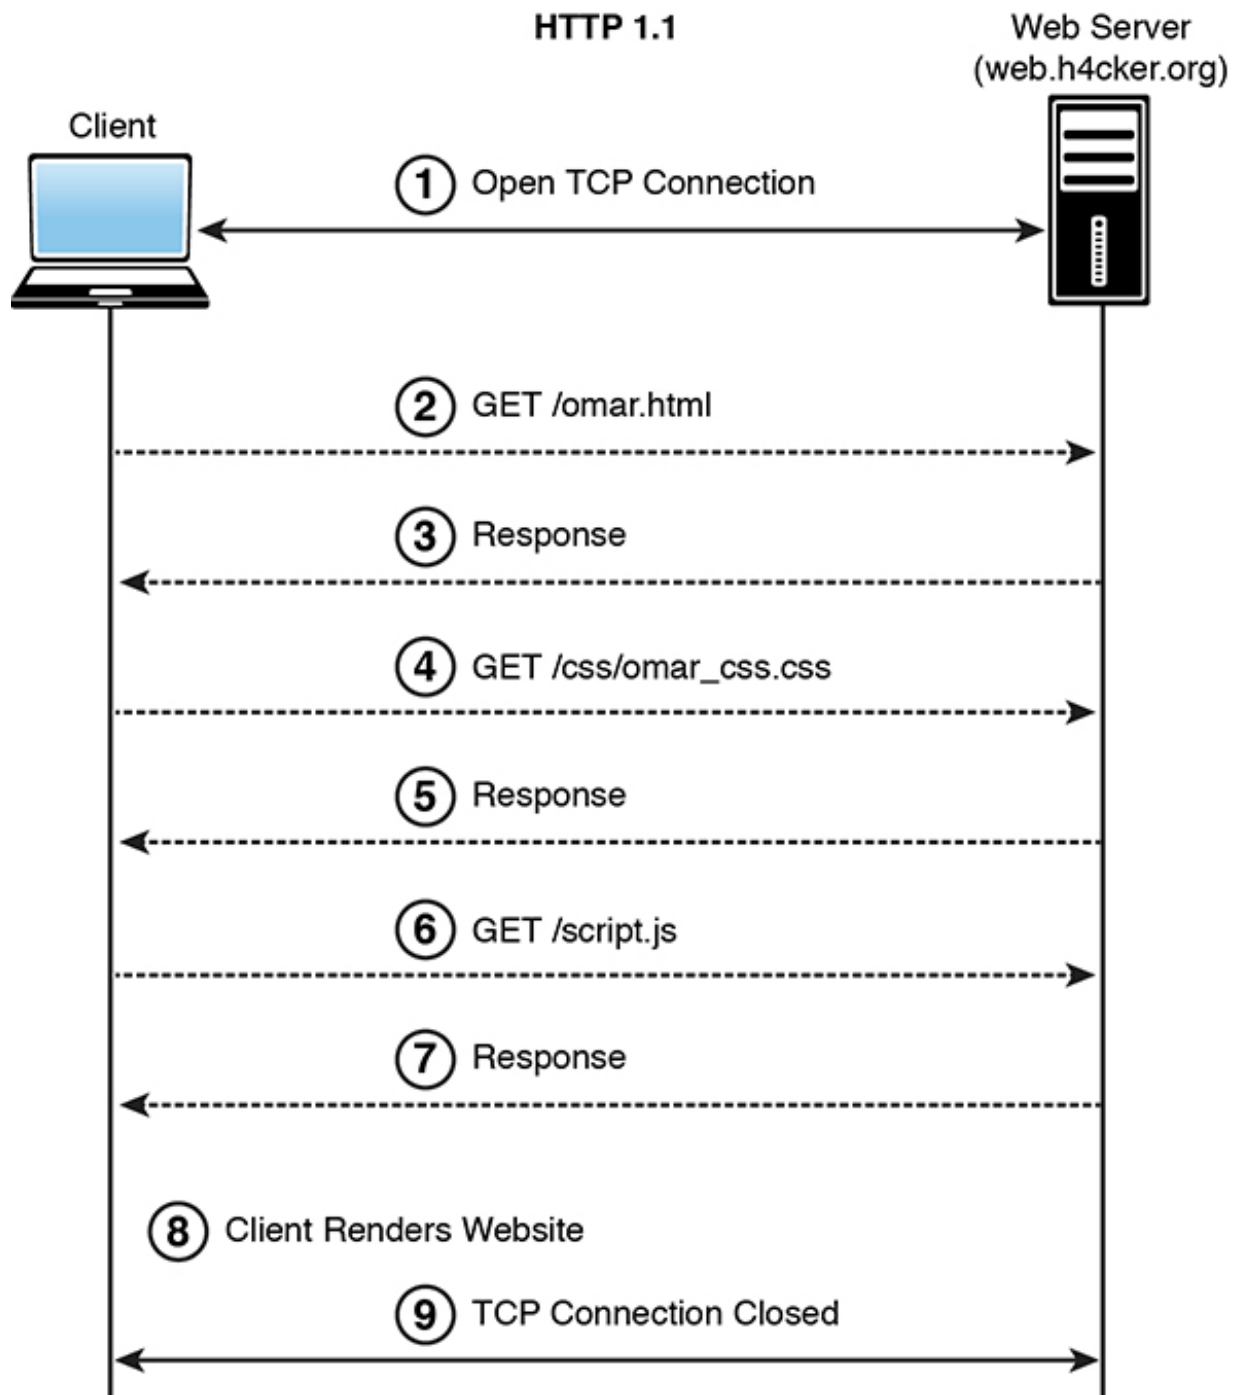 HTTP 1.1
Web Server
(web.h4cker.org)
Client
1 Open TCP Connection
2 GET /omar.html
3 Response
4 GET /css/omar_css.css
5 Response
6 GET /script.js
7 Response
8 Client Renders Website
9 TCP Connection Closed